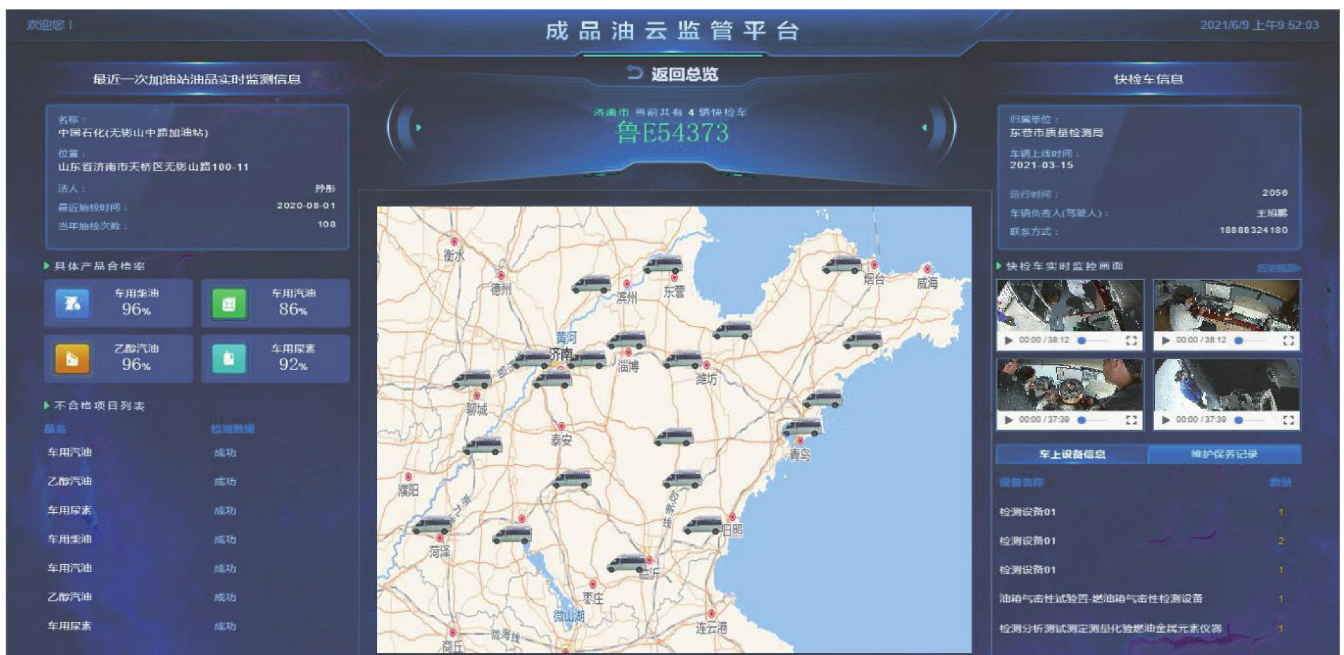 欢迎您！
成品油云监管平台
2021/6/9 上午9:52:03
最近一次加油站油品实时监测信息
名称：
中国石化(无影山中路加油站)
位置：
山东省济南市天桥区无影山路100-11
法人：
孙彤
最近抽检时间：
2020-08-01
当年抽检次数：
108
具体产品合格率
车用柴油
96%
车用汽油
86%
乙醇汽油
96%
车用尿素
92%
不合格项目列表
品名
检测数据
车用汽油
成功
乙醇汽油
成功
车用尿素
成功
车用柴油
成功
车用汽油
成功
乙醇汽油
成功
车用尿素
成功
返回总览
济南市 当前共有 4 辆快检车
鲁E54373
衡水
德州
滨州
东营
烟台
威海
黄河
济南
淄博
潍坊
聊城
泰安
青岛
濮阳
胶新线
日照
菏泽
临沂
枣庄
微山湖
连云港
商丘
快检车信息
归属单位：
东营市质量检测局
车辆上线时间：
2021-03-15
运行时间：
2056
车辆负责人(驾驶人)：
王旭鹏
联系方式：
18888324180
快检车实时监控画面
00:00 / 38:12
00:00 / 38:12
00:00 / 37:39
00:00 / 37:39
车上设备信息
维护保养记录
设备名称
数量
检测设备01
1
检测设备01
2
检测设备01
1
油箱气密性试验否-燃油箱气密性检测设备
1
检测分析测试测定测量化验燃油金属元素仪器
1